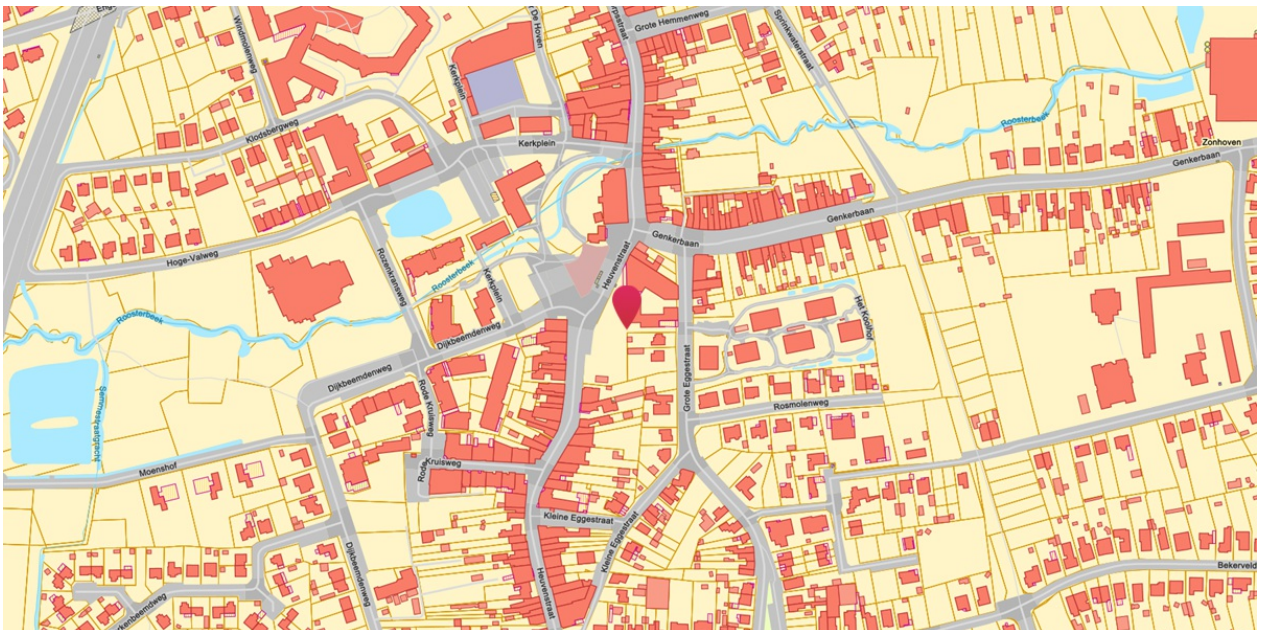 Grote Hemmenweg
Sprinkwaterstraat
De Hoven
Windmolenweg
Kerkplein
Klodsbergweg
Kerkplein
Roosterbeek
Zonhoven
Genkerbaan
Genkerbaan
Genkerbaan
Hoge-Valweg
Rozenkransweg
Roosterbeek
Kerkplein
Heuvenstraat
Het Kooihof
Roosterbeek
Dijkbeemdenweg
Dijkbeemdenweg
Grote Eggestraat
Rode Kruisweg
Rosmolenweg
Moenshof
Rode
Kruisweg
Kleine Eggestraat
Kleine Eggestraat
Dijkbeemdenweg
Heuvenstraat
Bekerveld